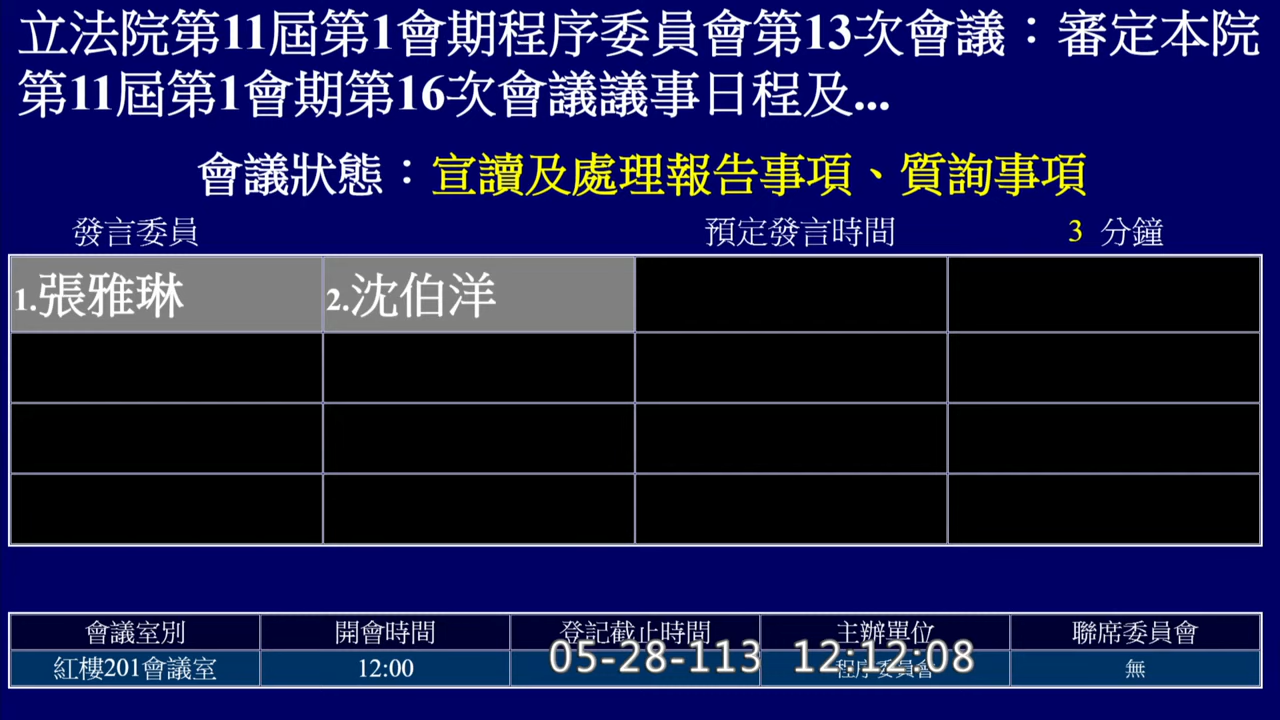 立法院第11屆第1會期程序委員會第13次會議：審定本院
第11屆第1會期第16次會議議事日程及...
會議狀態：宣讀及處理報告事項、質詢事項
發言委員 預定發言時間 3 分鐘
1.張雅琳 2.沈伯洋
會議室別 開會時間 登記截止時間 主辦單位 聯席委員會
紅樓201會議室 12:00 程序委員會 無
05-28-113 12:12:08